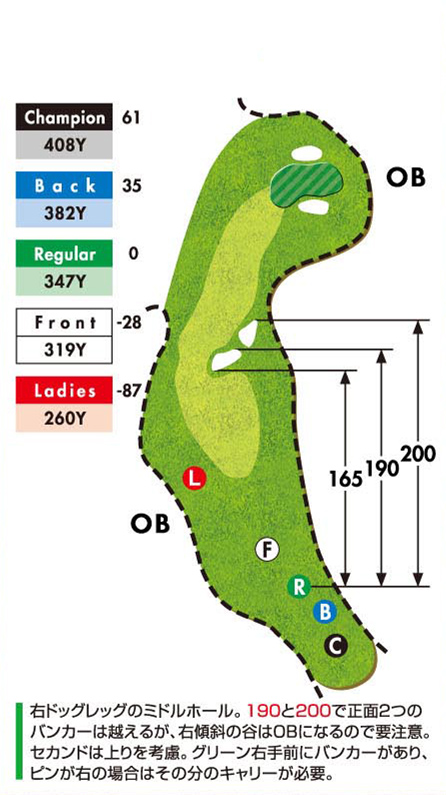 Champion 61
408Y
Back 35
382Y
Regular 0
347Y
Front -28
319Y
Ladies -87
260Y
OB
OB
L
F
R
B
C
165
190
200
右ドッグレッグのミドルホール。190と200で正面2つの
バンカーは越えるが、右傾斜の谷はOBになるので要注意。
セカンドは上りを考慮。グリーン右手前にバンカーがあり、
ピンが右の場合はその分のキャリーが必要。